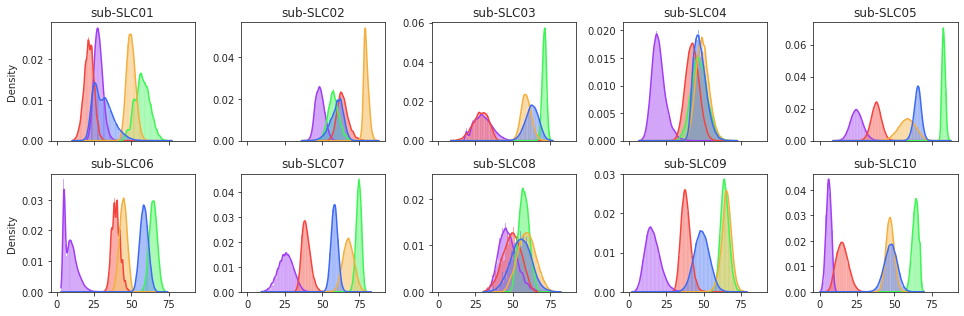 sub-SLC01 sub-SLC02 sub-SLC03 sub-SLC04 sub-SLC05
Density
0.02 0.01 0.00
0.04 0.02 0.00
0.06 0.04 0.02 0.00
0.020 0.015 0.010 0.005 0.000
0.06 0.04 0.02 0.00
sub-SLC06 sub-SLC07 sub-SLC08 sub-SLC09 sub-SLC10
Density
0.03 0.02 0.01 0.00
0.04 0.03 0.02 0.01 0.00
0.02 0.01 0.00
0.03 0.02 0.01 0.00
0.04 0.03 0.02 0.01 0.00
0 25 50 75 0 25 50 75 0 25 50 75 0 25 50 75 0 25 50 75